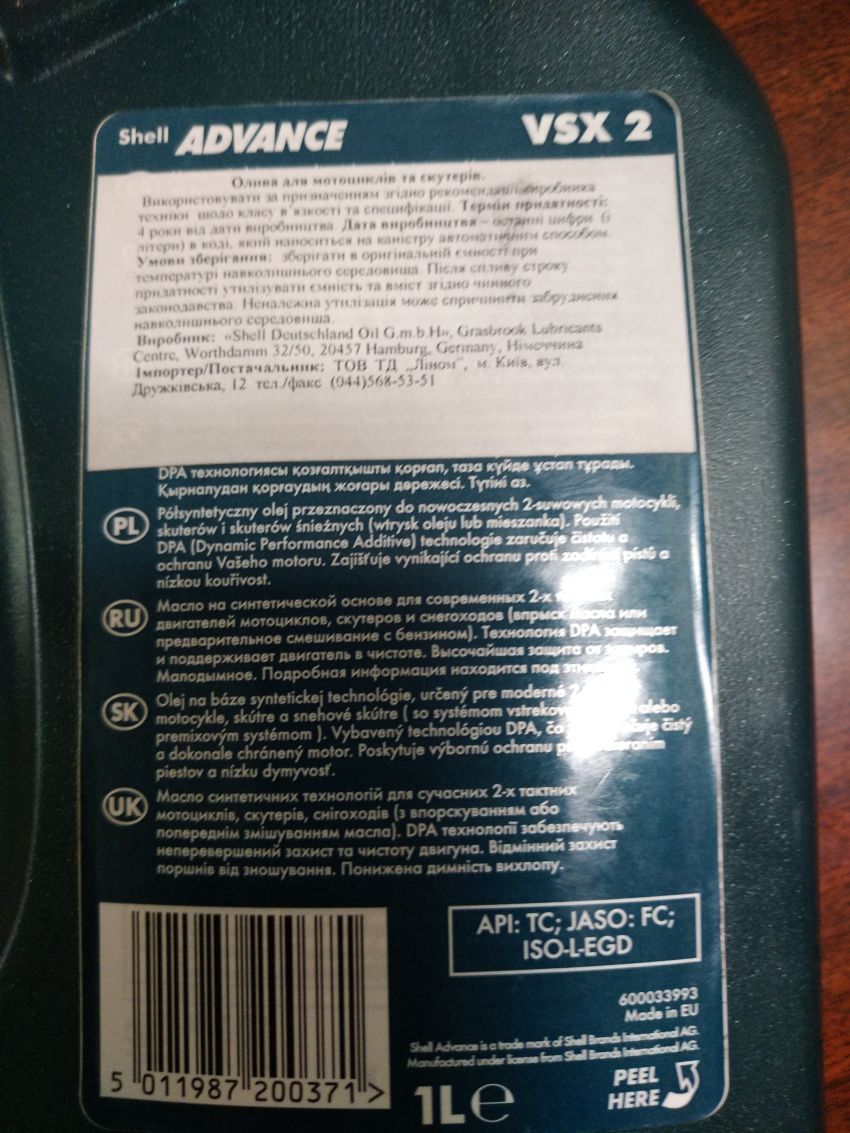 Shell ADVANCE VSX 2
Олива для мотоциклів та скутерів.
Використовувати за призначенням згідно рекомендації виробника
техніки щодо класу в'язкості та специфікації. Термін придатності:
4 роки від дати виробництва. Дата виробництва – останні цифри (і
літери) в коді, який наноситься на каністру автоматичним способом.
Умови зберігання: зберігати в оригінальній ємності при
температурі навколишнього середовища. Після спливу строку
придатності утилізувати ємність та вміст згідно чинного
законодавства. Неналежна утилізація може спричинити забруднення
навколишнього середовища.
Виробник: «Shell Deutschland Oil G.m.b.H», Grasbrook Lubricants
Centre, Worthdamm 32/50, 20457 Hamburg, Germany, Німеччина
Імпортер/Постачальник: ТОВ ТД „Ліном", м. Київ, вул.
Дружківська, 12 тел./факс (044)568-53-51
DPA технологиясы қозғалтқышты қорғап, таза күйде ұстап тұрады.
Қырналудан қорғаудың жоғары дәрежесі. Түтіні аз.
PL Półsyntetyczny olej przeznaczony do nowoczesnych 2-suwowych motocykli,
skuterów i skuterów śnieżnych (wtrysk oleju lub mieszanka). Použití
DPA (Dynamic Performance Additive) technologie zaručuje čistotu a
ochranu Vašeho motoru. Zajišťuje vynikající ochranu proti zadírání pístů a
nízkou kouřivost.
RU Масло на синтетической основе для современных 2-х
двигателей мотоциклов, скутеров и снегоходов (впрыск масла или
предварительное смешивание с бензином). Технология DPA защищает
и поддерживает двигатель в чистоте. Высочайшая защита от задиров.
Малодымное. Подробная информация находится под
SK Olej na báze syntetickej technológie, určený pre moderné
motocykle, skútre a snehové skútre ( so systémom alebo
premixovým systémom ). Vybavený technológiou DPA, čo čistý
a dokonale chránený motor. Poskytuje výbornú ochranu
piestov a nízku dymyvosť.
UK Масло синтетичних технологій для сучасних 2-х тактних
мотоциклів, скутерів, снігоходів (з впорскуванням або
попереднім змішуванням масла). DPA технології забезпечують
неперевершений захист та чистоту двигуна. Відмінний захист
поршнів від зношування. Понижена димність вихлопу.
API: TC; JASO: FC;
ISO-L-EGD
600033993
Made in EU
Shell Advance is a trade mark of Shell Brands International AG.
Manufactured under license from Shell Brands International AG.
5 011987 200371 >
1L e
PEEL
HERE